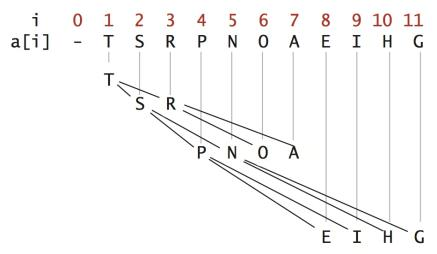 i 0 1 2 3 4 5 6 7 8 9 10 11
a[i] - T S R P N O A E I H G
T
S R
P N O A
E I H G